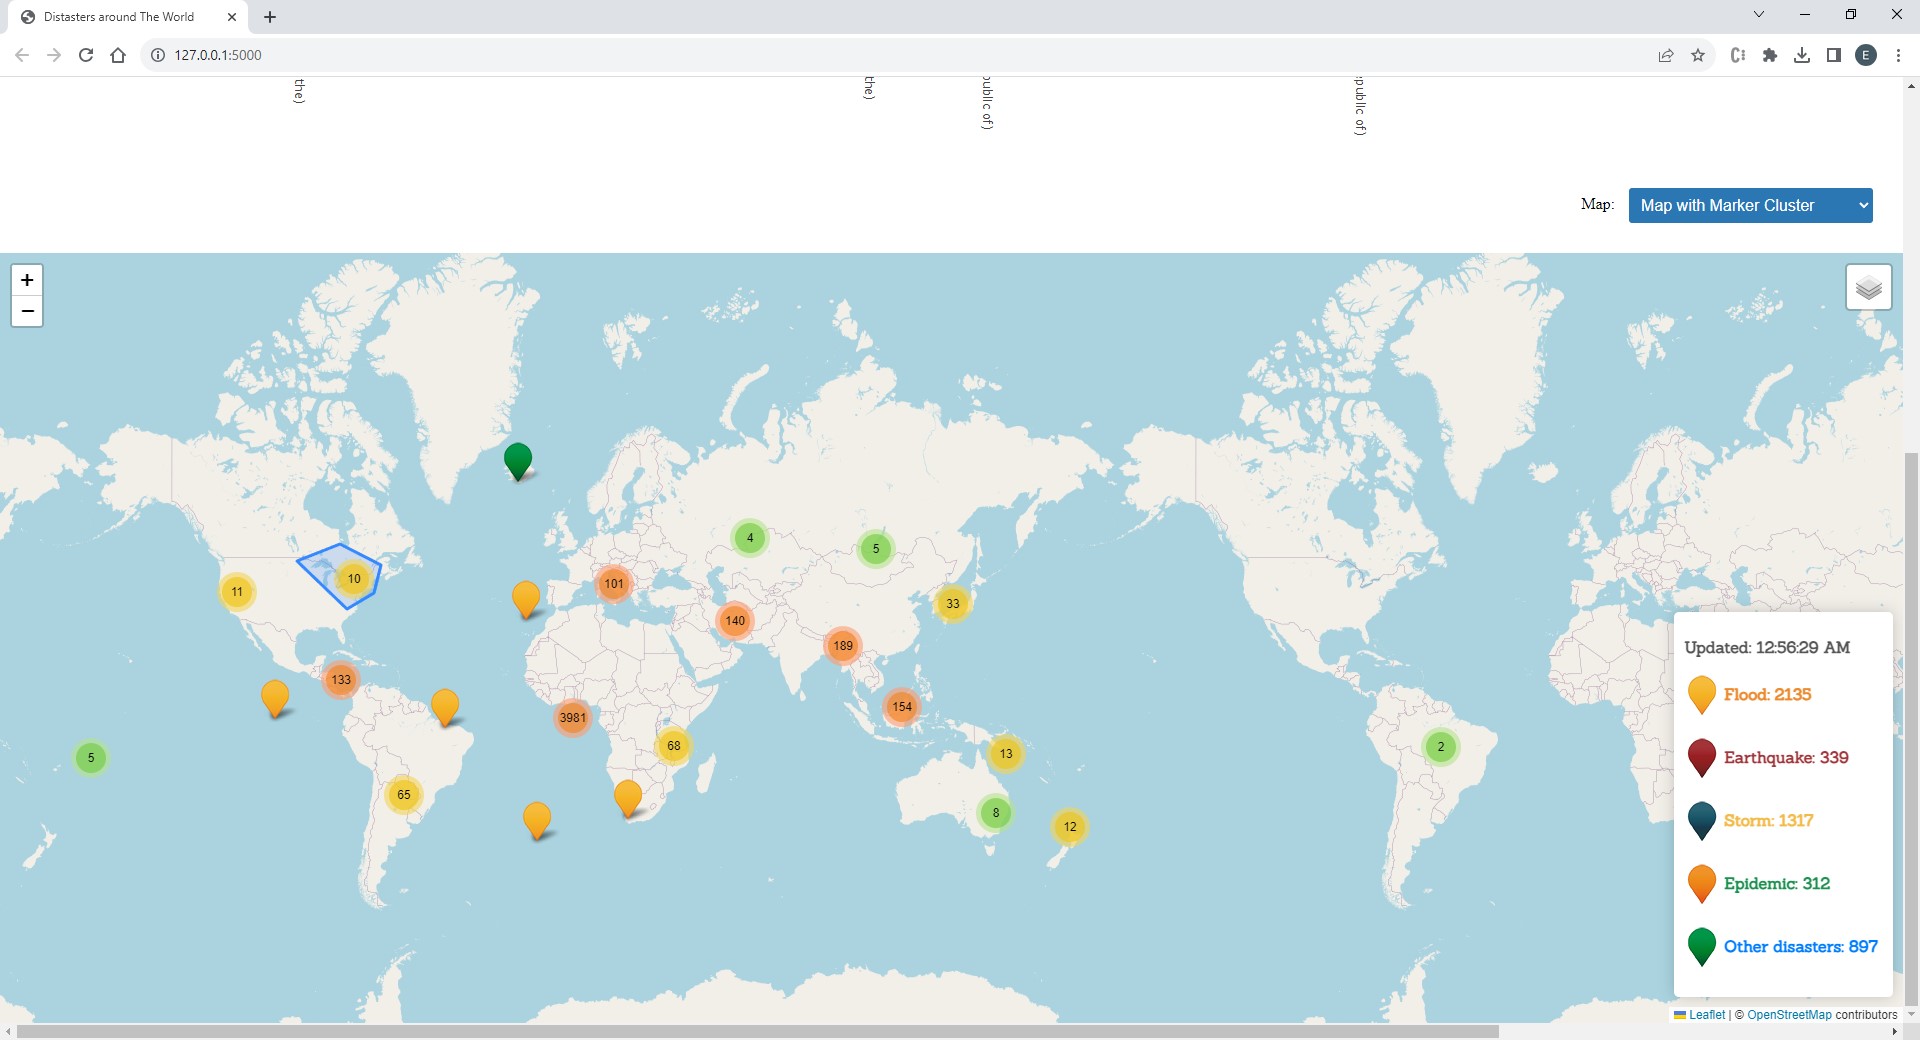 Distasters around The World
127.0.0.1:5000
E
the)
the)
public of)
public of)
Map: Map with Marker Cluster
+
−
4
5
10
11
101
33
140
189
133
154
3981
68
13
2
5
65
8
12
Updated: 12:56:29 AM
Flood: 2135
Earthquake: 339
Storm: 1317
Epidemic: 312
Other disasters: 897
Leaflet | © OpenStreetMap contributors